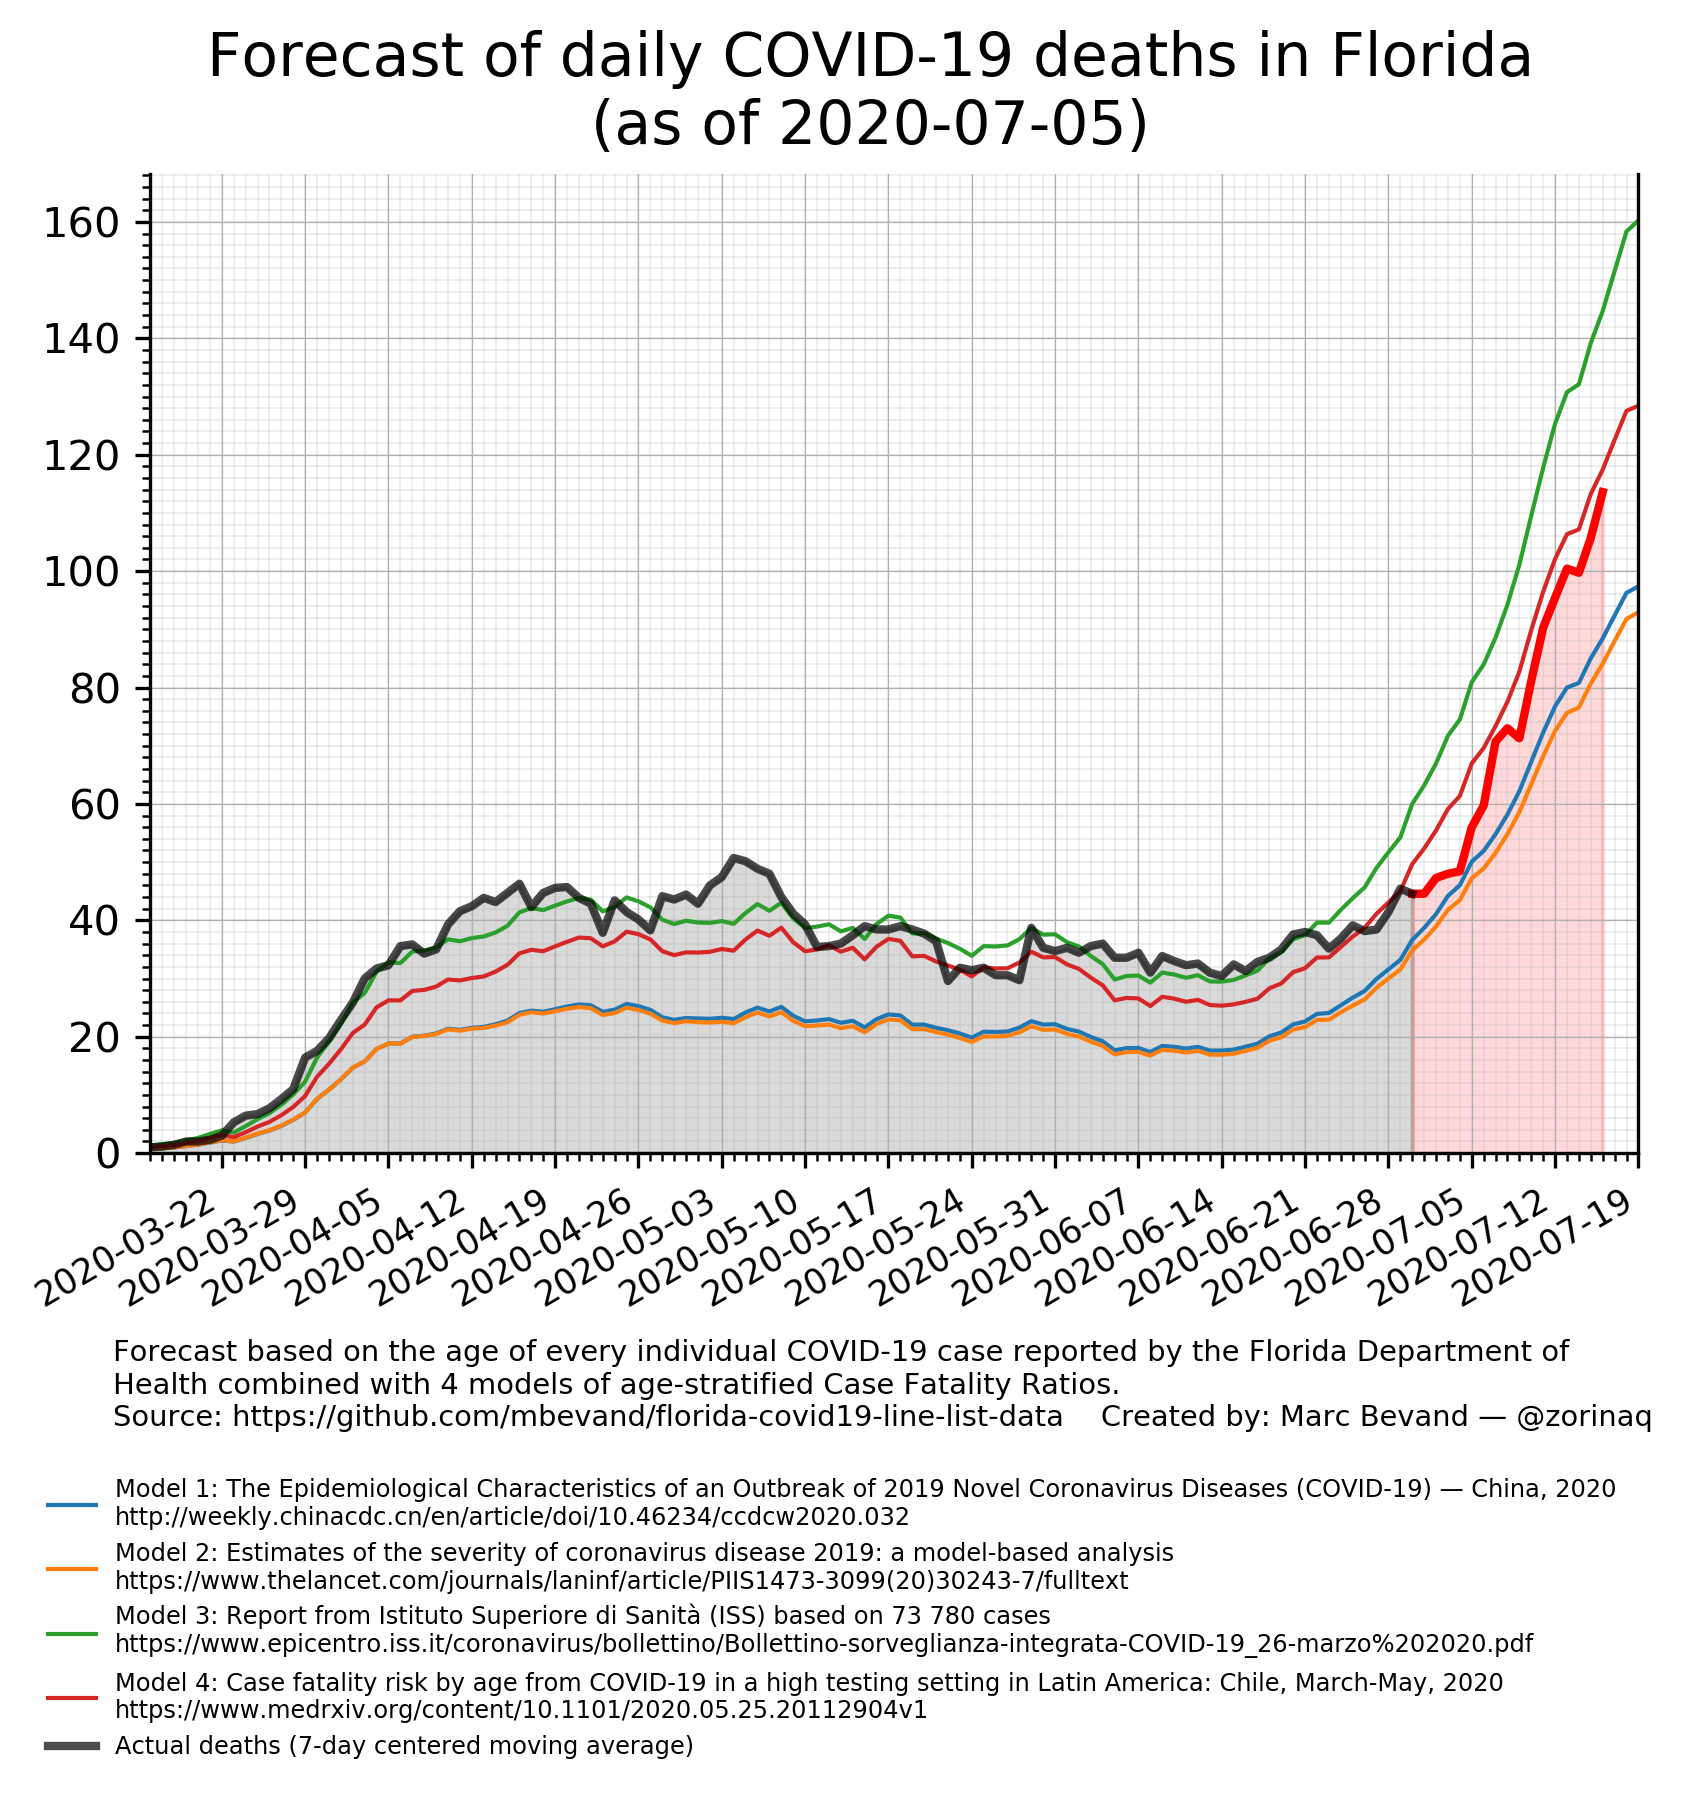 Forecast of daily COVID-19 deaths in Florida
(as of 2020-07-05)
160
140
120
100
80
60
40
20
0
2020-03-22
2020-03-29
2020-04-05
2020-04-12
2020-04-19
2020-04-26
2020-05-03
2020-05-10
2020-05-17
2020-05-24
2020-05-31
2020-06-07
2020-06-14
2020-06-21
2020-06-28
2020-07-05
2020-07-12
2020-07-19
Forecast based on the age of every individual COVID-19 case reported by the Florida Department of
Health combined with 4 models of age-stratified Case Fatality Ratios.
Source: https://github.com/mbevand/florida-covid19-line-list-data    Created by: Marc Bevand — @zorinaq
Model 1: The Epidemiological Characteristics of an Outbreak of 2019 Novel Coronavirus Diseases (COVID-19) — China, 2020
http://weekly.chinacdc.cn/en/article/doi/10.46234/ccdcw2020.032
Model 2: Estimates of the severity of coronavirus disease 2019: a model-based analysis
https://www.thelancet.com/journals/laninf/article/PIIS1473-3099(20)30243-7/fulltext
Model 3: Report from Istituto Superiore di Sanità (ISS) based on 73 780 cases
https://www.epicentro.iss.it/coronavirus/bollettino/Bollettino-sorveglianza-integrata-COVID-19_26-marzo%202020.pdf
Model 4: Case fatality risk by age from COVID-19 in a high testing setting in Latin America: Chile, March-May, 2020
https://www.medrxiv.org/content/10.1101/2020.05.25.20112904v1
Actual deaths (7-day centered moving average)